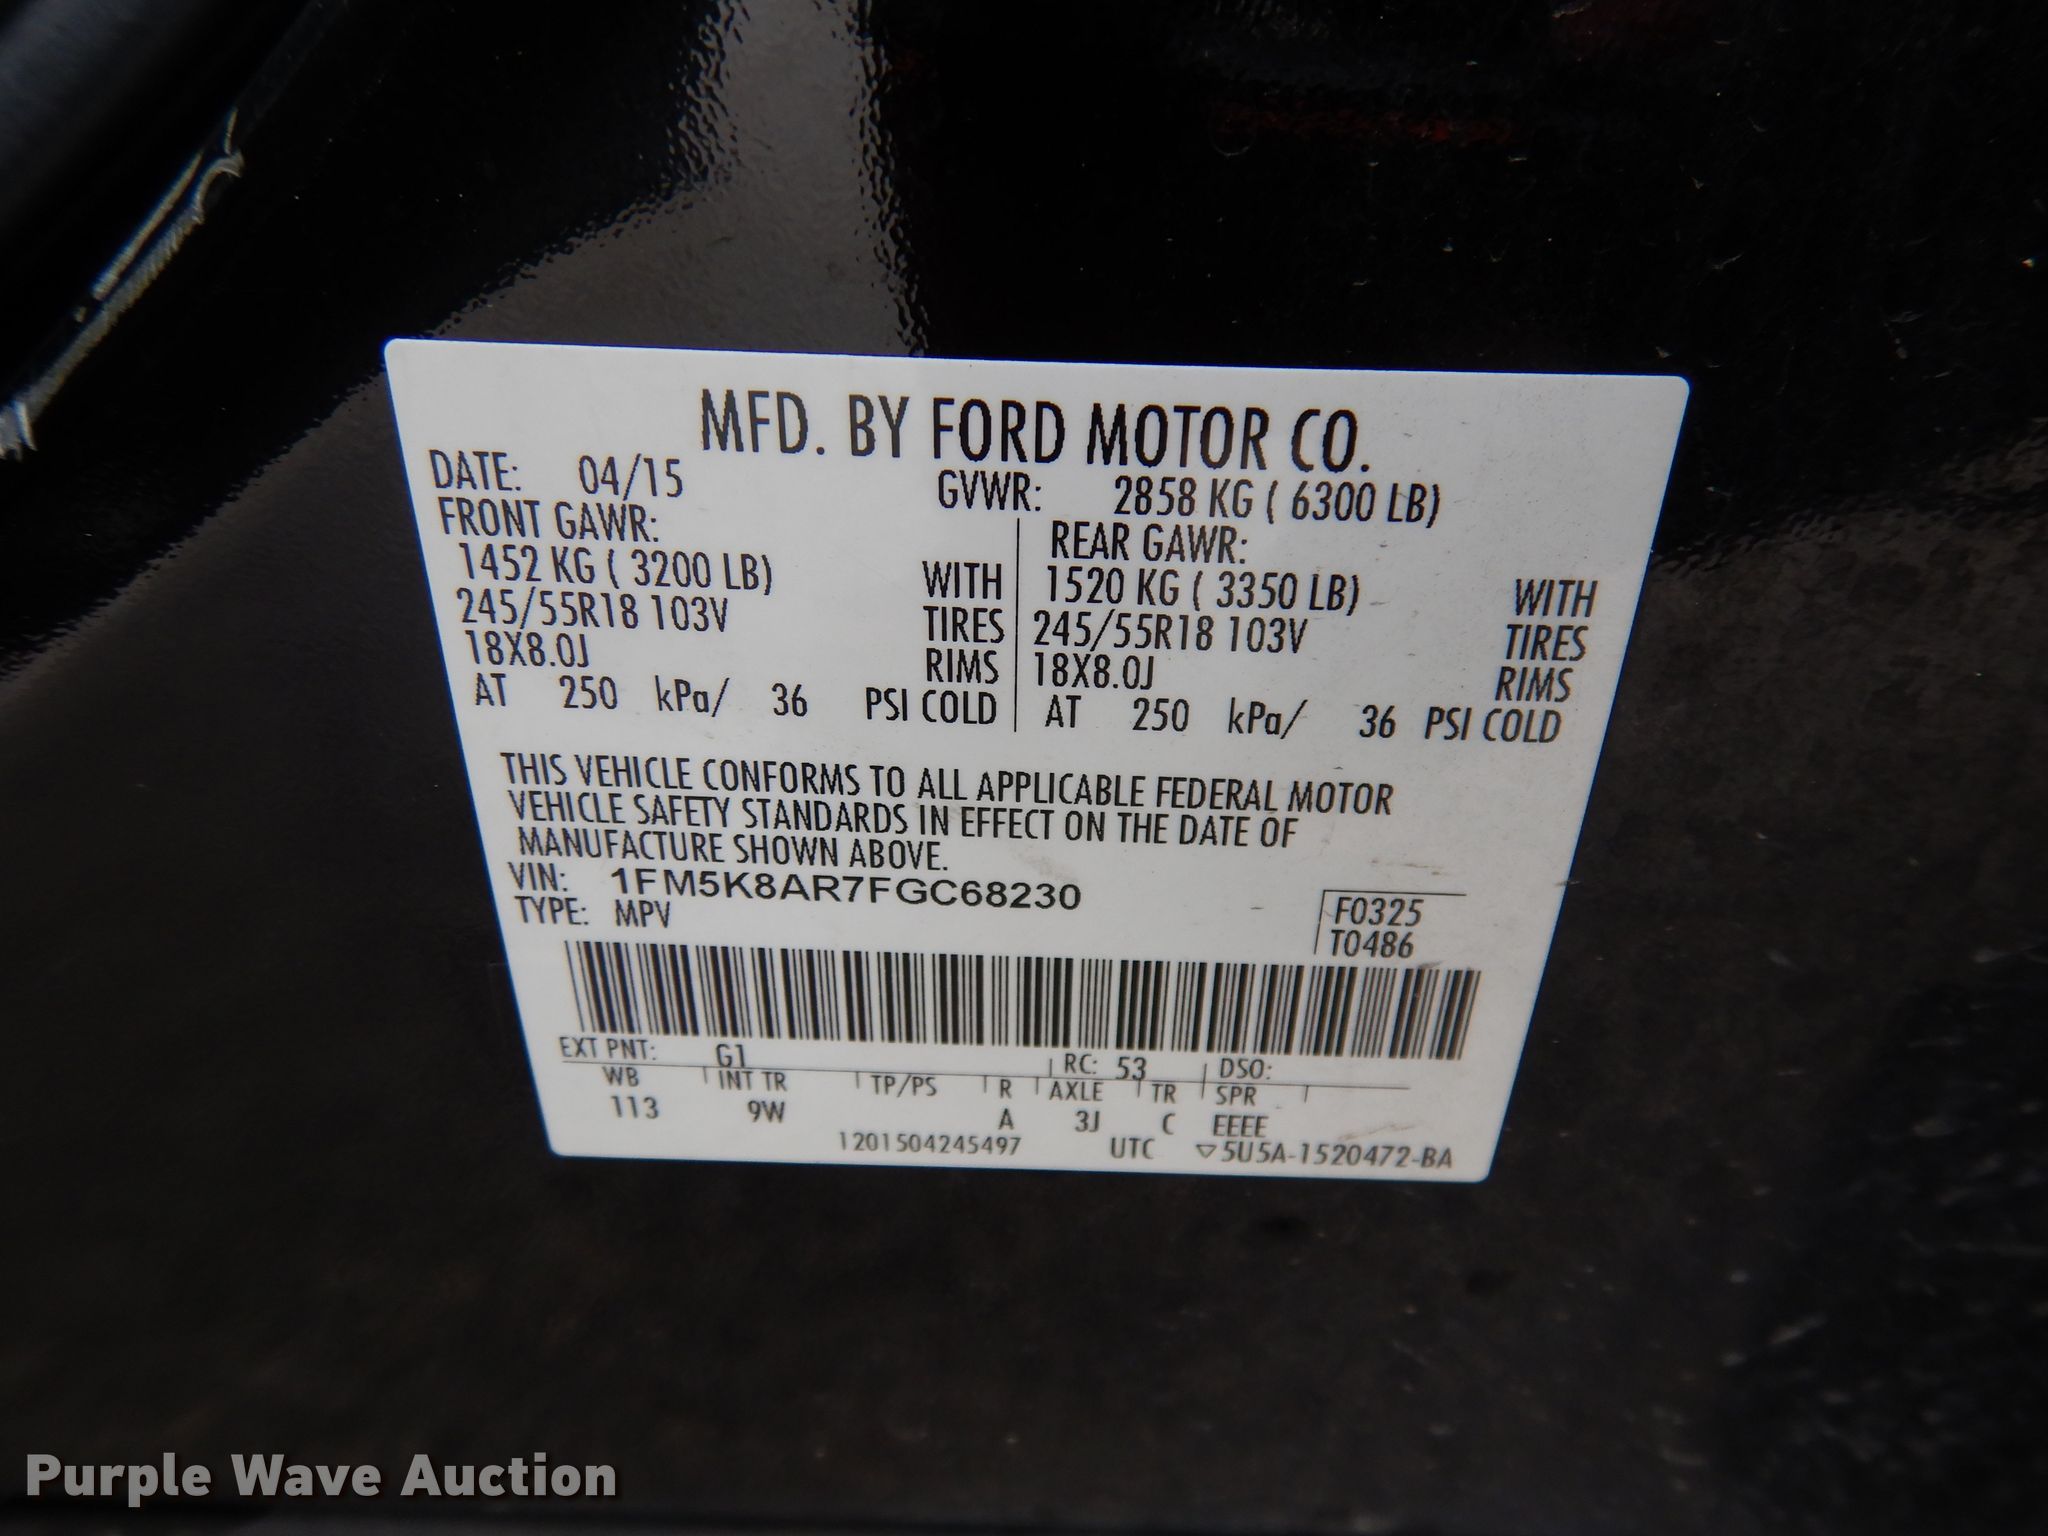 MFD. BY FORD MOTOR CO.
DATE: 04/15 GVWR: 2858 KG ( 6300 LB)
FRONT GAWR: REAR GAWR:
1452 KG ( 3200 LB) WITH 1520 KG ( 3350 LB) WITH
245/55R18 103V TIRES 245/55R18 103V TIRES
18X8.0J RIMS 18X8.0J RIMS
AT 250 kPa/ 36 PSI COLD AT 250 kPa/ 36 PSI COLD
THIS VEHICLE CONFORMS TO ALL APPLICABLE FEDERAL MOTOR
VEHICLE SAFETY STANDARDS IN EFFECT ON THE DATE OF
MANUFACTURE SHOWN ABOVE.
VIN: 1FM5K8AR7FGC68230
TYPE: MPV
F0325
T0486
EXT PNT: G1 RC: 53 DSO:
WB INT TR TP/PS R AXLE TR SPR
113 9W A 3J C EEEE
1201504245497 UTC ▽5U5A-1520472-BA
Purple Wave Auction